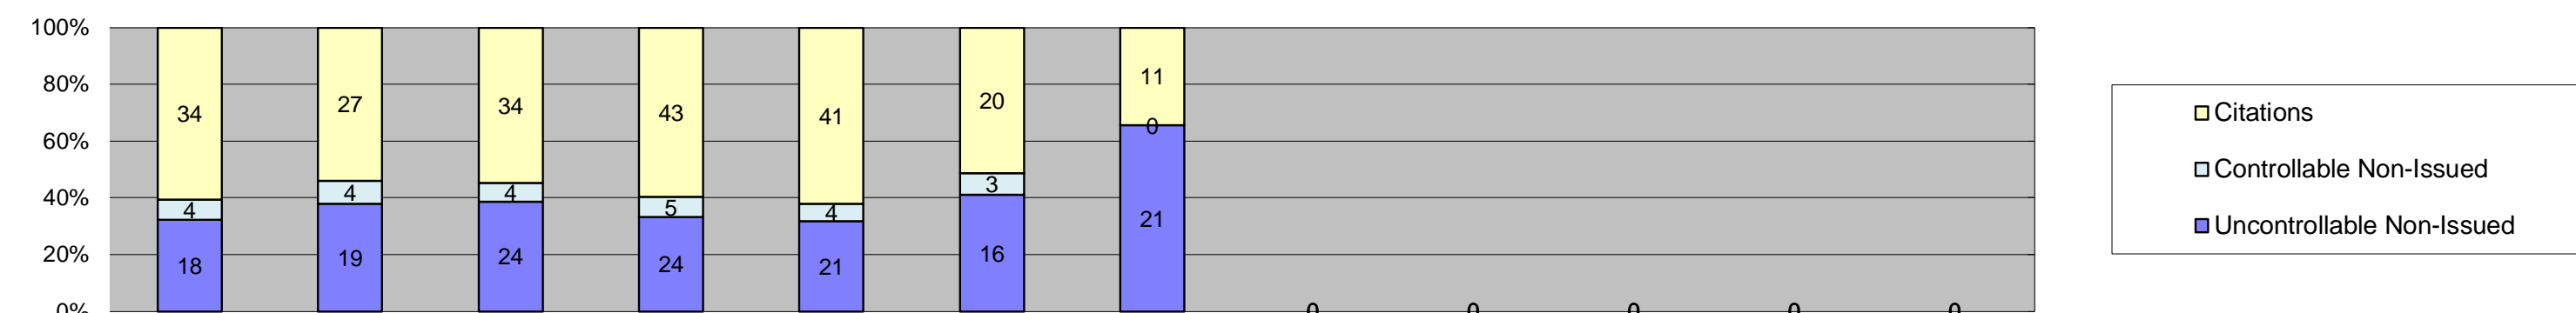 100%
80%
60%
40%
20%
0%
34 27 34 43 41 20 11
4 4 4 5 4 3 0
18 19 24 24 21 16 21
0 0 0 0 0
Citations
Controllable Non-Issued
Uncontrollable Non-Issued